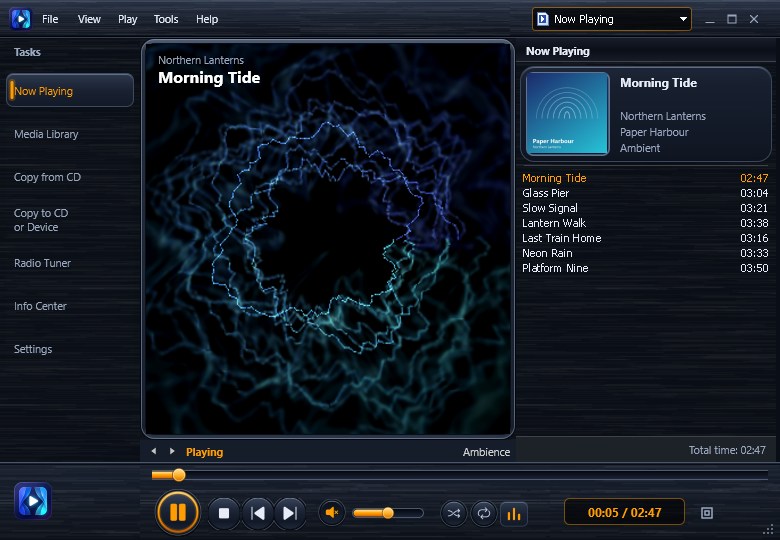 File View Play Tools Help
Now Playing
Tasks
Now Playing
Media Library
Copy from CD
Copy to CD
or Device
Radio Tuner
Info Center
Settings
Northern Lanterns
Morning Tide
Playing
Ambience
Now Playing
Paper Harbour
Northern Lanterns
Morning Tide
Northern Lanterns
Paper Harbour
Ambient
Morning Tide 02:47
Glass Pier 03:04
Slow Signal 03:21
Lantern Walk 03:38
Last Train Home 03:16
Neon Rain 03:33
Platform Nine 03:50
Total time: 02:47
00:05 / 02:47